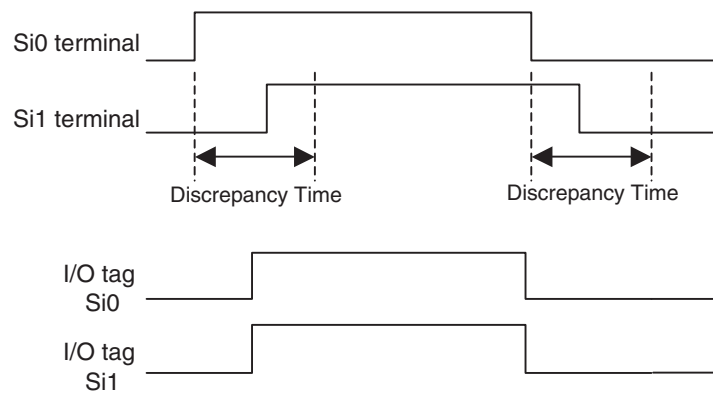 Si0 terminal
Si1 terminal
Discrepancy Time
Discrepancy Time
I/O tag
Si0
I/O tag
Si1